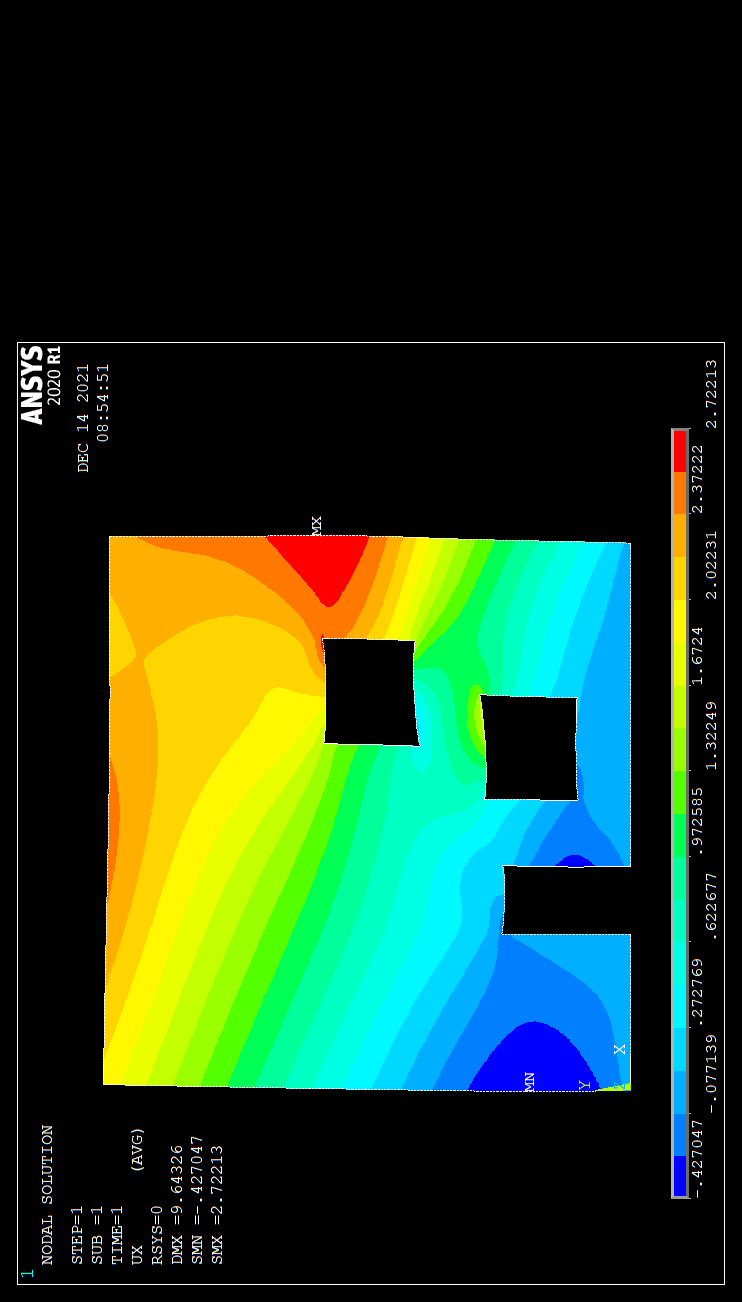 1
NODAL SOLUTION
STEP=1
SUB =1
TIME=1
UX (AVG)
RSYS=0
DMX =9.64326
SMN =-.427047
SMX =2.72213
ANSYS
2020 R1
DEC 14 2021
08:54:51
MX
MN
Y
X
-.427047
-.077139
.272769
.622677
.972585
1.32249
1.6724
2.02231
2.37222
2.72213